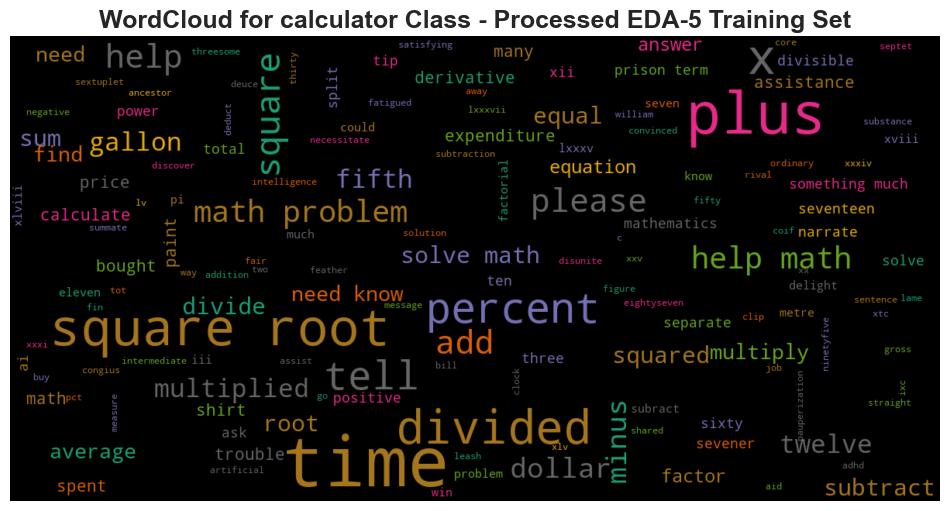 WordCloud for calculator Class - Processed EDA-5 Training Set
satisfying answer core septet
need help threesome thirty tip many x divisible
sextuplet deuce split derivative xii prison term assistance
ancestor away seven
negative power deduct fatigued lxxxvii equal william plus substance
sum square could expenditure convinced xviii
find gallon total necessitate lxxxv
discover subtraction equation ordinary xxxiv
price intelligence fifth factorial know rival something much
xlviii lv pi please fifty seventeen
calculate math problem mathematics coif narrate
summate paint much solution c
bought way fair two feather solve math disunite xxv help math solve
eleven tot addition need know message ten figure xx delight
fin divide percent eightyseven metre sentence lame
square root separate clip xtc
xxxi add ninetyfive gross
ai intermediate iii assist bill three squared multiply job
congius tell clock
buy math pct multiplied go positive straight ixc
measure shirt minus subract
root divided shared sixty
average ask trouble time xlv sevener twelve
artificial leash problem dollar factor adhd
spent win aid subtract